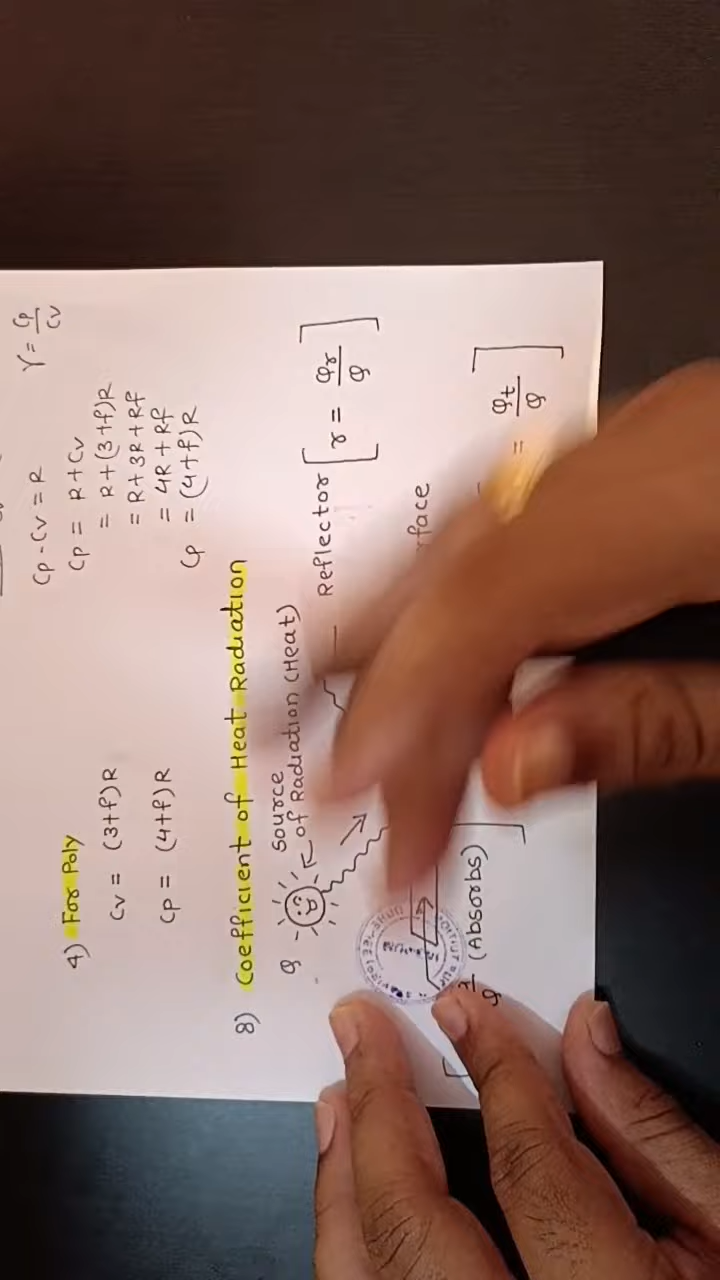 γ = Cp/Cv
4) For Poly
Cv = (3+f)R
Cp = (4+f)R
Cp - Cv = R
Cp = R + Cv
= R + (3+f)R
= R + 3R + Rf
= 4R + Rf
Cp = (4+f)R
8) Coefficient of Heat Radiation
Q
Source
of Radiation (Heat)
Reflector [r = Qr/Q]
rface
(Absorbs)
= Qt/Q]